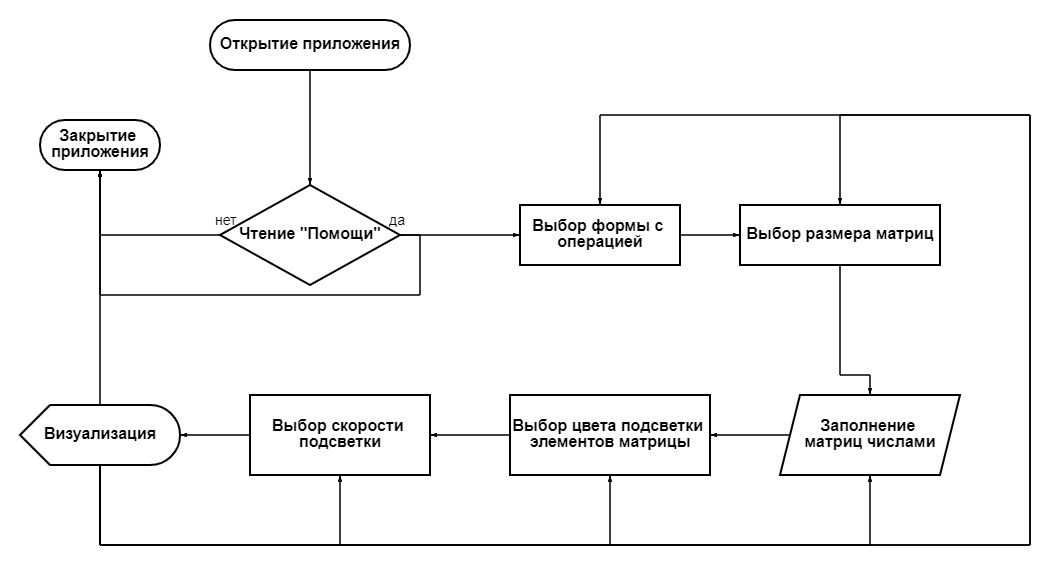 Открытие приложения
Закрытие
приложения
нет
Чтение "Помощи"
да
Выбор формы с
операцией
Выбор размера матриц
Визуализация
Выбор скорости
подсветки
Выбор цвета подсветки
элементов матрицы
Заполнение
матриц числами